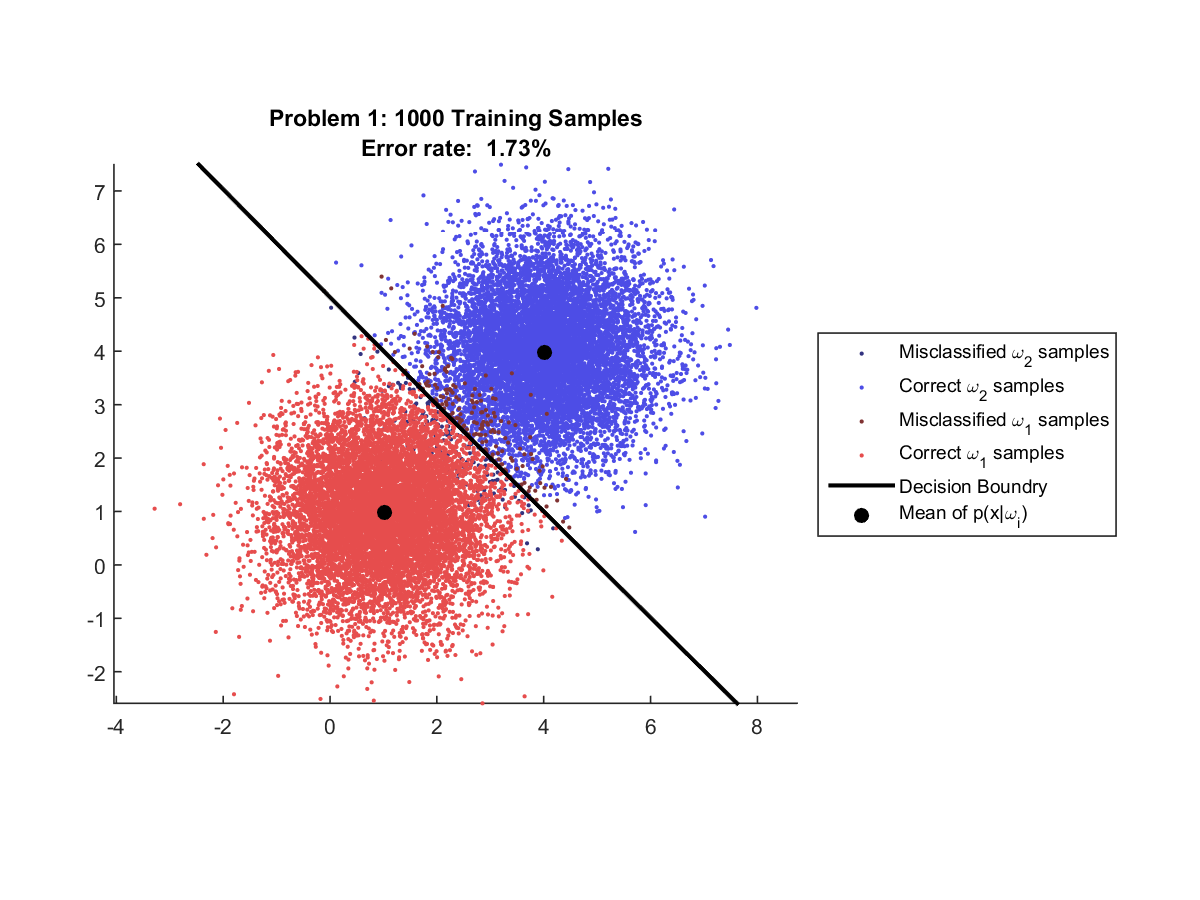 Problem 1: 1000 Training Samples
Error rate: 1.73%
7
6
5
4
3
2
1
0
-1
-2
-4
-2
0
2
4
6
8
Misclassified ω2 samples
Correct ω2 samples
Misclassified ω1 samples
Correct ω1 samples
Decision Boundry
Mean of p(x|ωi)